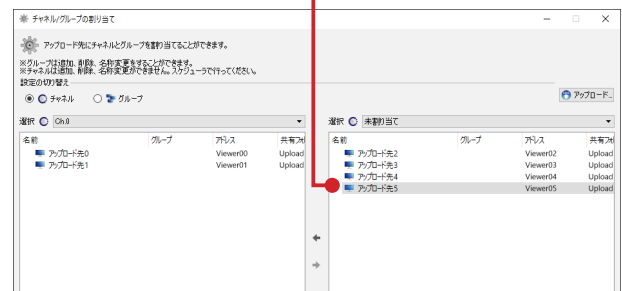 チャネル/グループの割り当て
アップロード先にチャネルとグループを割り当てることができます。
※グループは追加、削除、名称変更をすることができます。
※チャネルは追加、削除、名称変更ができません。スケジューラで行ってください。
設定の切り替え
チャネル グループ
アップロード...
選択 Ch.0
選択 未割り当て
名前 グループ アドレス 共有フォ
アップロード先0 Viewer00 Upload
アップロード先1 Viewer01 Upload
名前 グループ アドレス 共有フォ
アップロード先2 Viewer02 Upload
アップロード先3 Viewer03 Upload
アップロード先4 Viewer04 Upload
アップロード先5 Viewer05 Upload